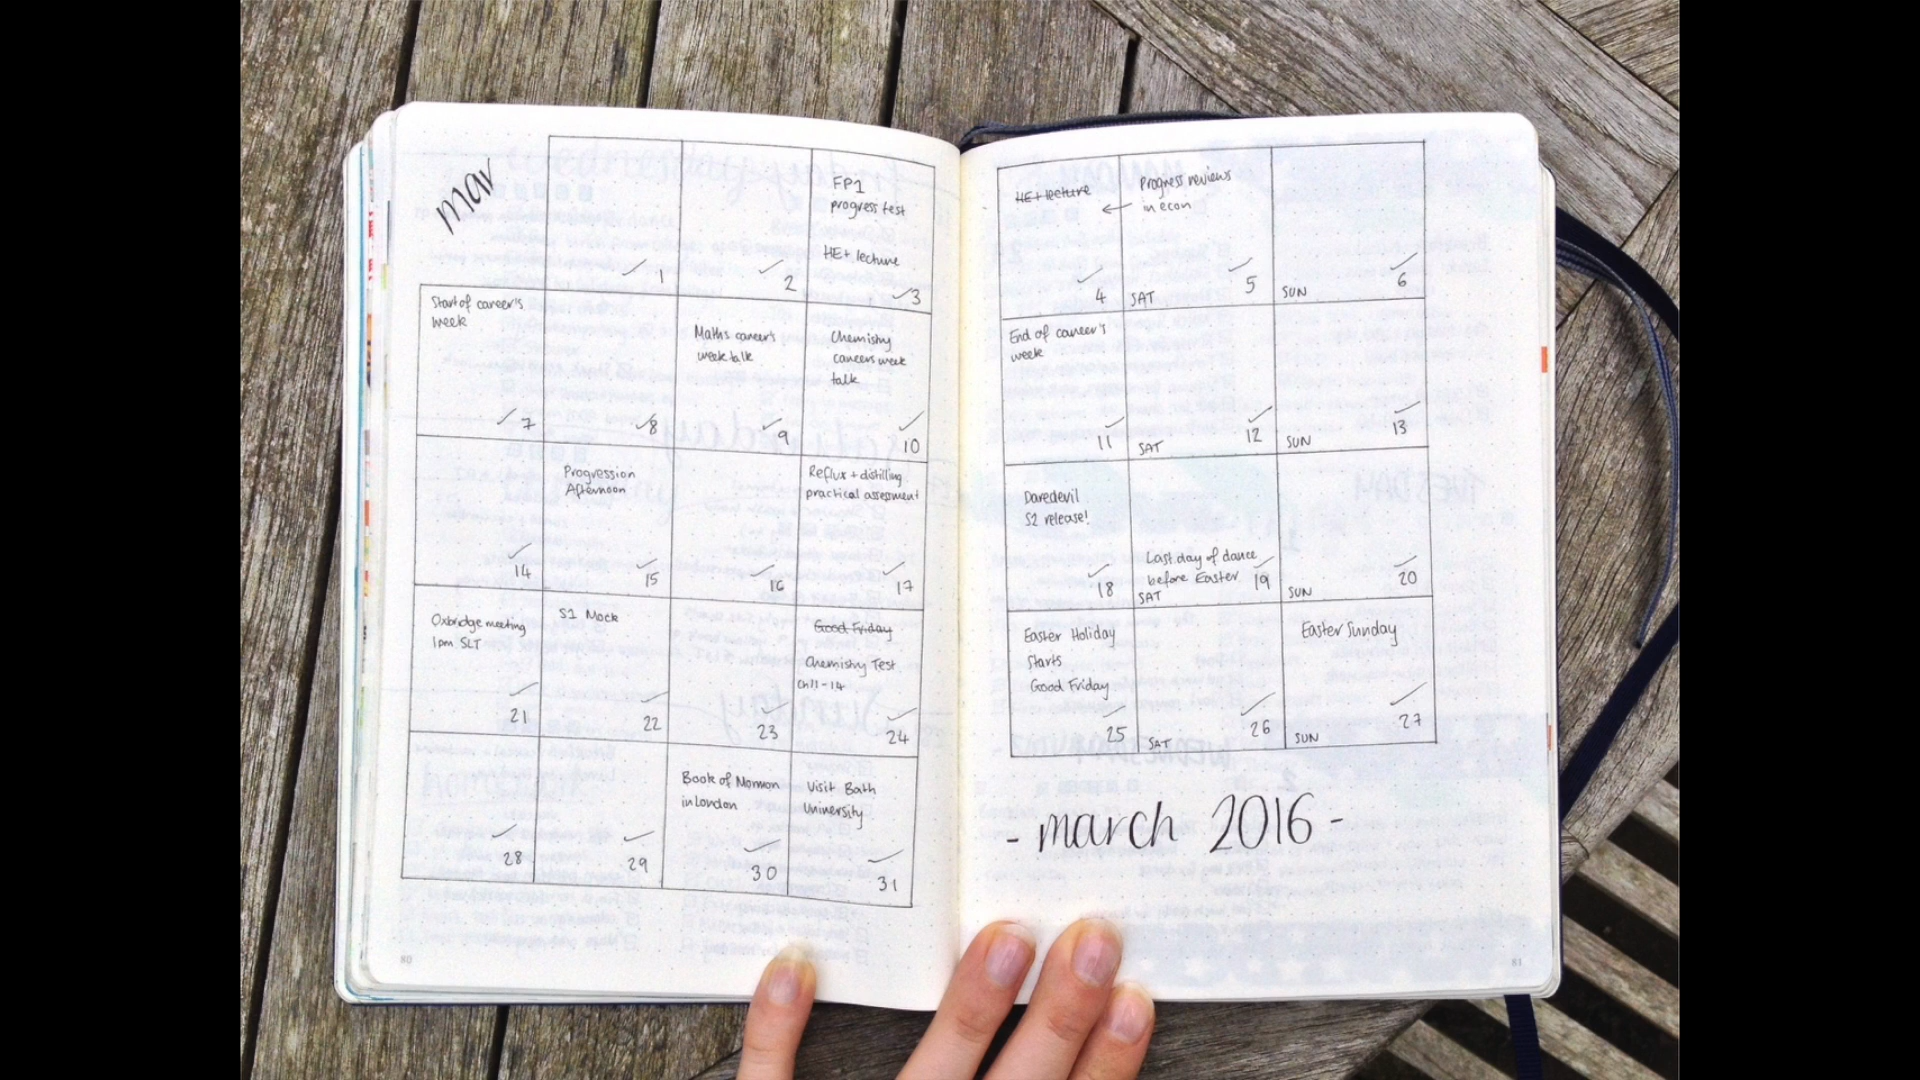 mar
1
2
FP1
progress test
HE+ lecture
3
HE+ lecture
4
Progress reviews
in econ
SAT
5
SUN
6
Start of career's
week
7
8
Maths career's
week talk
9
Chemistry
careers week
talk
10
End of career's
week
11
SAT
12
SUN
13
14
Progression
Afternoon
15
16
Reflux + distilling
practical assesment
17
Daredevil
S2 release!
18
Last day of dance
before Easter
SAT
19
SUN
20
Oxbridge meeting
1pm SLT
21
S1 Mock
22
23
Good Friday
Chemistry Test
Ch11-14
24
Easter Holiday
Starts
Good Friday
25
SAT
26
Easter Sunday
SUN
27
28
29
Book of Mormon
in London
30
Visit Bath
University
31
- march 2016 -
80
81